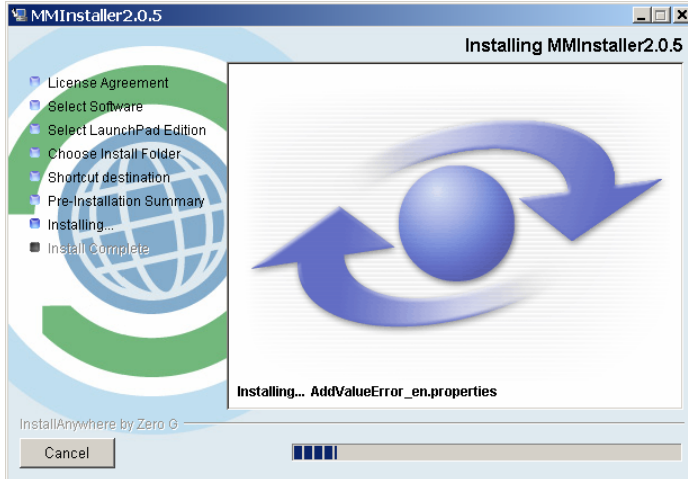 MMInstaller2.0.5
Installing MMInstaller2.0.5
License Agreement
Select Software
Select LaunchPad Edition
Choose Install Folder
Shortcut destination
Pre-Installation Summary
Installing...
Install Complete
Installing... AddValueError_en.properties
InstallAnywhere by Zero G
Cancel